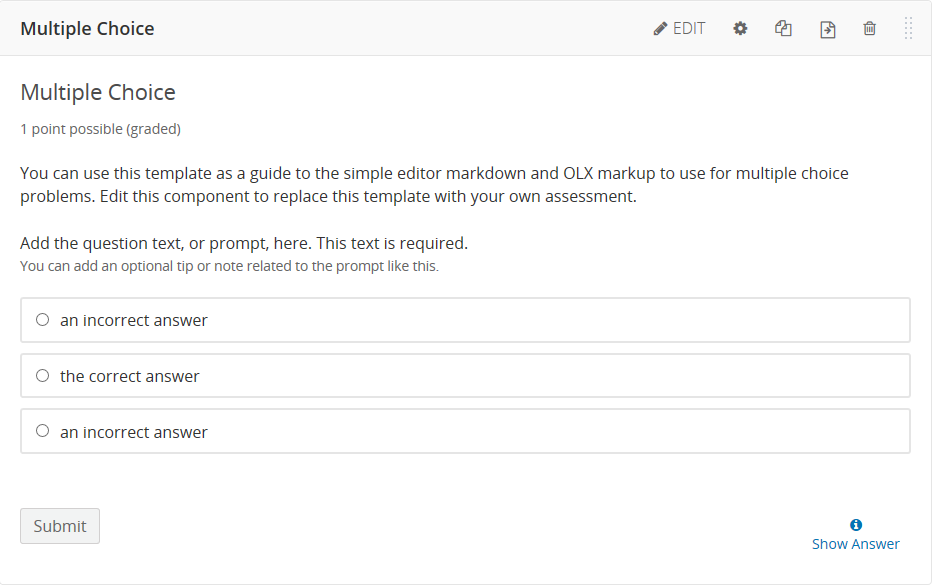 Multiple Choice EDIT
Multiple Choice
1 point possible (graded)
You can use this template as a guide to the simple editor markdown and OLX markup to use for multiple choice
problems. Edit this component to replace this template with your own assessment.
Add the question text, or prompt, here. This text is required.
You can add an optional tip or note related to the prompt like this.
an incorrect answer
the correct answer
an incorrect answer
Submit
Show Answer